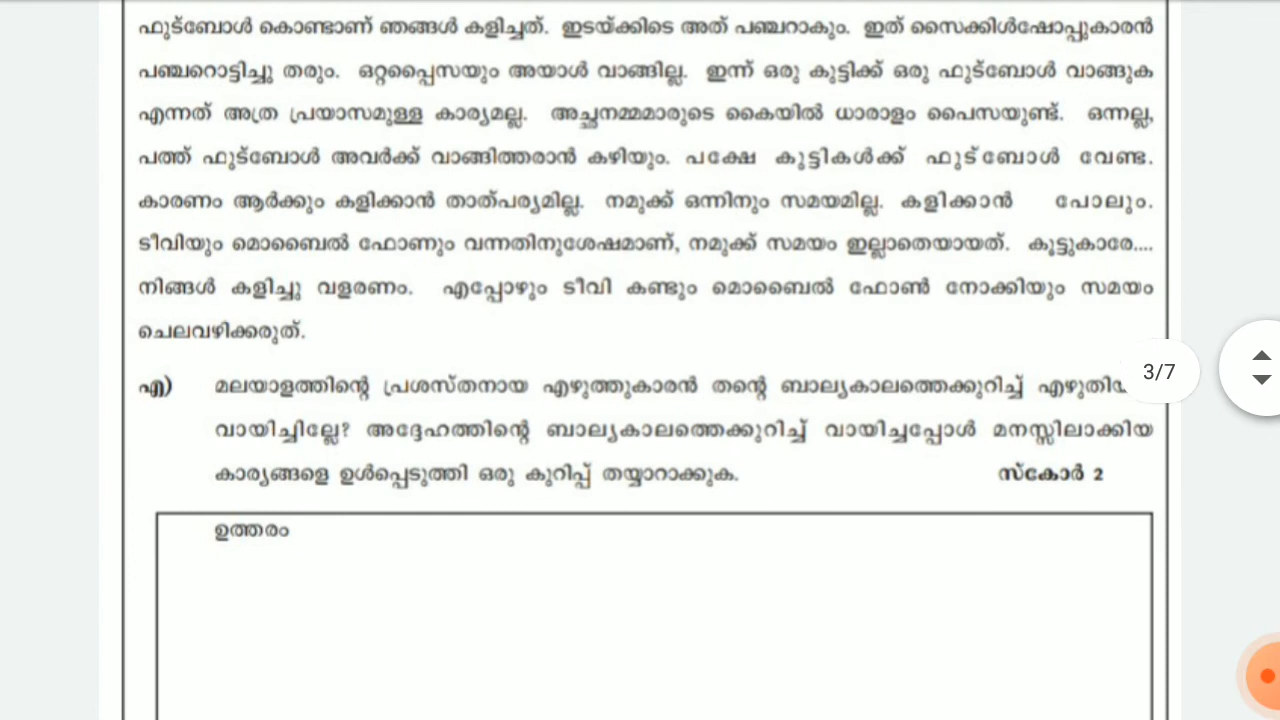 ഫുട്ബോൾ കൊണ്ടാണ് ഞങ്ങൾ കളിച്ചത്. ഇടയ്ക്കിടെ അത് പഞ്ചറാകും. ഇത് സൈക്കിൾഷോപ്പുകാരൻ
പഞ്ചറൊട്ടിച്ചു തരും. ഒറ്റപ്പൈസയും അയാൾ വാങ്ങില്ല. ഇന്ന് ഒരു കുട്ടിക്ക് ഒരു ഫുട്ബോൾ വാങ്ങുക
എന്നത് അത്ര പ്രയാസമുള്ള കാര്യമല്ല. അച്ഛനമ്മമാരുടെ കൈയിൽ ധാരാളം പൈസയുണ്ട്. ഒന്നല്ല,
പത്ത് ഫുട്ബോൾ അവർക്ക് വാങ്ങിത്തരാൻ കഴിയും. പക്ഷേ കുട്ടികൾക്ക് ഫുട്ബോൾ വേണ്ട.
കാരണം ആർക്കും കളിക്കാൻ താത്പര്യമില്ല. നമുക്ക് ഒന്നിനും സമയമില്ല. കളിക്കാൻ പോലും.
ടീവിയും മൊബൈൽ ഫോണും വന്നതിനുശേഷമാണ്, നമുക്ക് സമയം ഇല്ലാതെയായത്. കൂട്ടുകാരേ....
നിങ്ങൾ കളിച്ചു വളരണം. എപ്പോഴും ടീവി കണ്ടും മൊബൈൽ ഫോൺ നോക്കിയും സമയം
ചെലവഴിക്കരുത്.
എ) മലയാളത്തിന്റെ പ്രശസ്തനായ എഴുത്തുകാരൻ തന്റെ ബാല്യകാലത്തെക്കുറിച്ച്
3/7
വായിച്ചില്ലേ? അദ്ദേഹത്തിന്റെ ബാല്യകാലത്തെക്കുറിച്ച് വായിച്ചപ്പോൾ മനസ്സിലാക്കിയ
കാര്യങ്ങളെ ഉൾപ്പെടുത്തി ഒരു കുറിപ്പ് തയ്യാറാക്കുക. സ്കോർ 2
ഉത്തരം